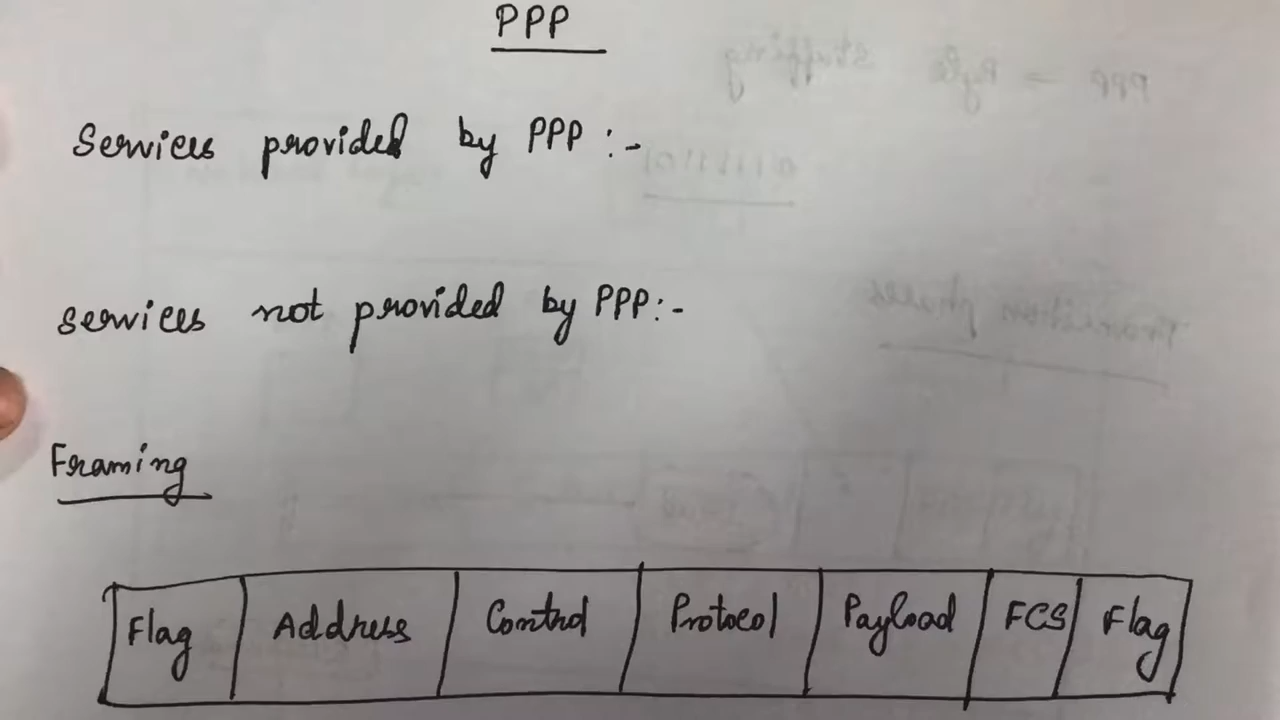 PPP
Services provided by PPP :-
services not provided by PPP:-
Framing
Flag Address Control Protocol Payload FCS Flag